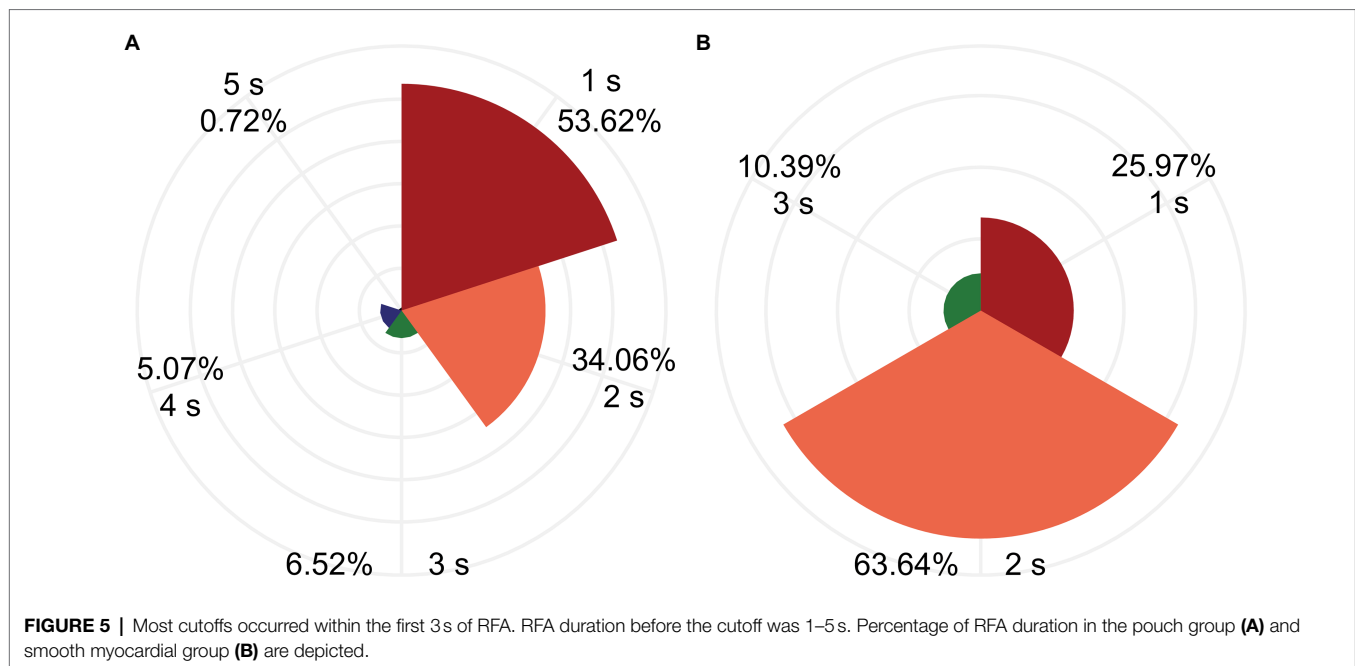 A
B
5 s
0.72%
1 s
53.62%
34.06%
2 s
6.52% 3 s
5.07%
4 s
10.39%
3 s
25.97%
1 s
63.64% 2 s
FIGURE 5 | Most cutoffs occurred within the first 3 s of RFA. RFA duration before the cutoff was 1–5 s. Percentage of RFA duration in the pouch group (A) and
smooth myocardial group (B) are depicted.